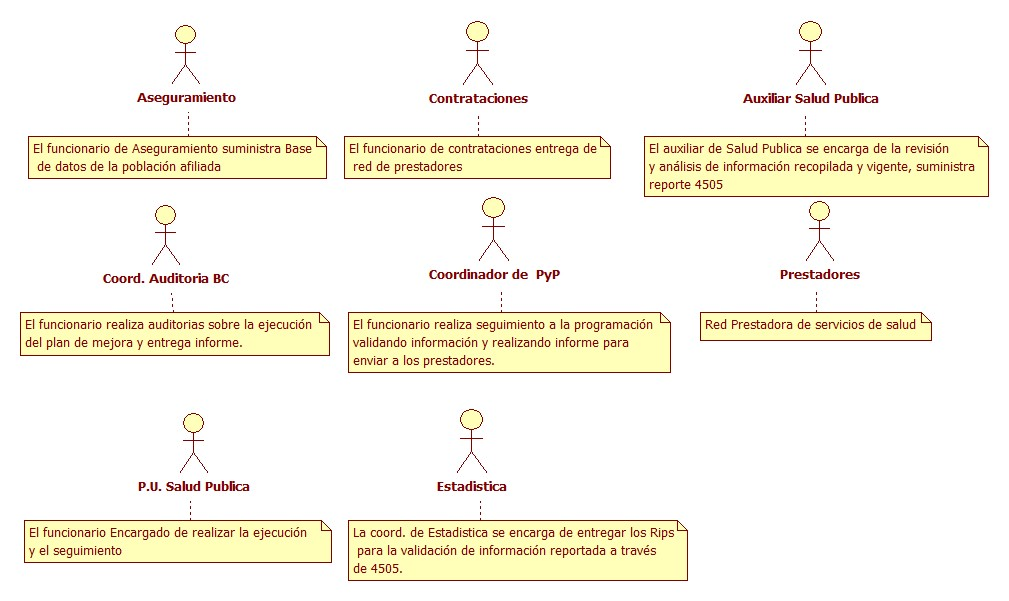 Aseguramiento
El funcionario de Aseguramiento suministra Base
de datos de la población afiliada
Contrataciones
El funcionario de contrataciones entrega de
red de prestadores
Auxiliar Salud Publica
El auxiliar de Salud Publica se encarga de la revisión
y análisis de información recopilada y vigente, suministra
reporte 4505
Coord. Auditoria BC
El funcionario realiza auditorias sobre la ejecución
del plan de mejora y entrega informe.
Coordinador de PyP
El funcionario realiza seguimiento a la programación
validando información y realizando informe para
enviar a los prestadores.
Prestadores
Red Prestadora de servicios de salud
P.U. Salud Publica
El funcionario Encargado de realizar la ejecución
y el seguimiento
Estadistica
La coord. de Estadistica se encarga de entregar los Rips
para la validación de información reportada a través
de 4505.